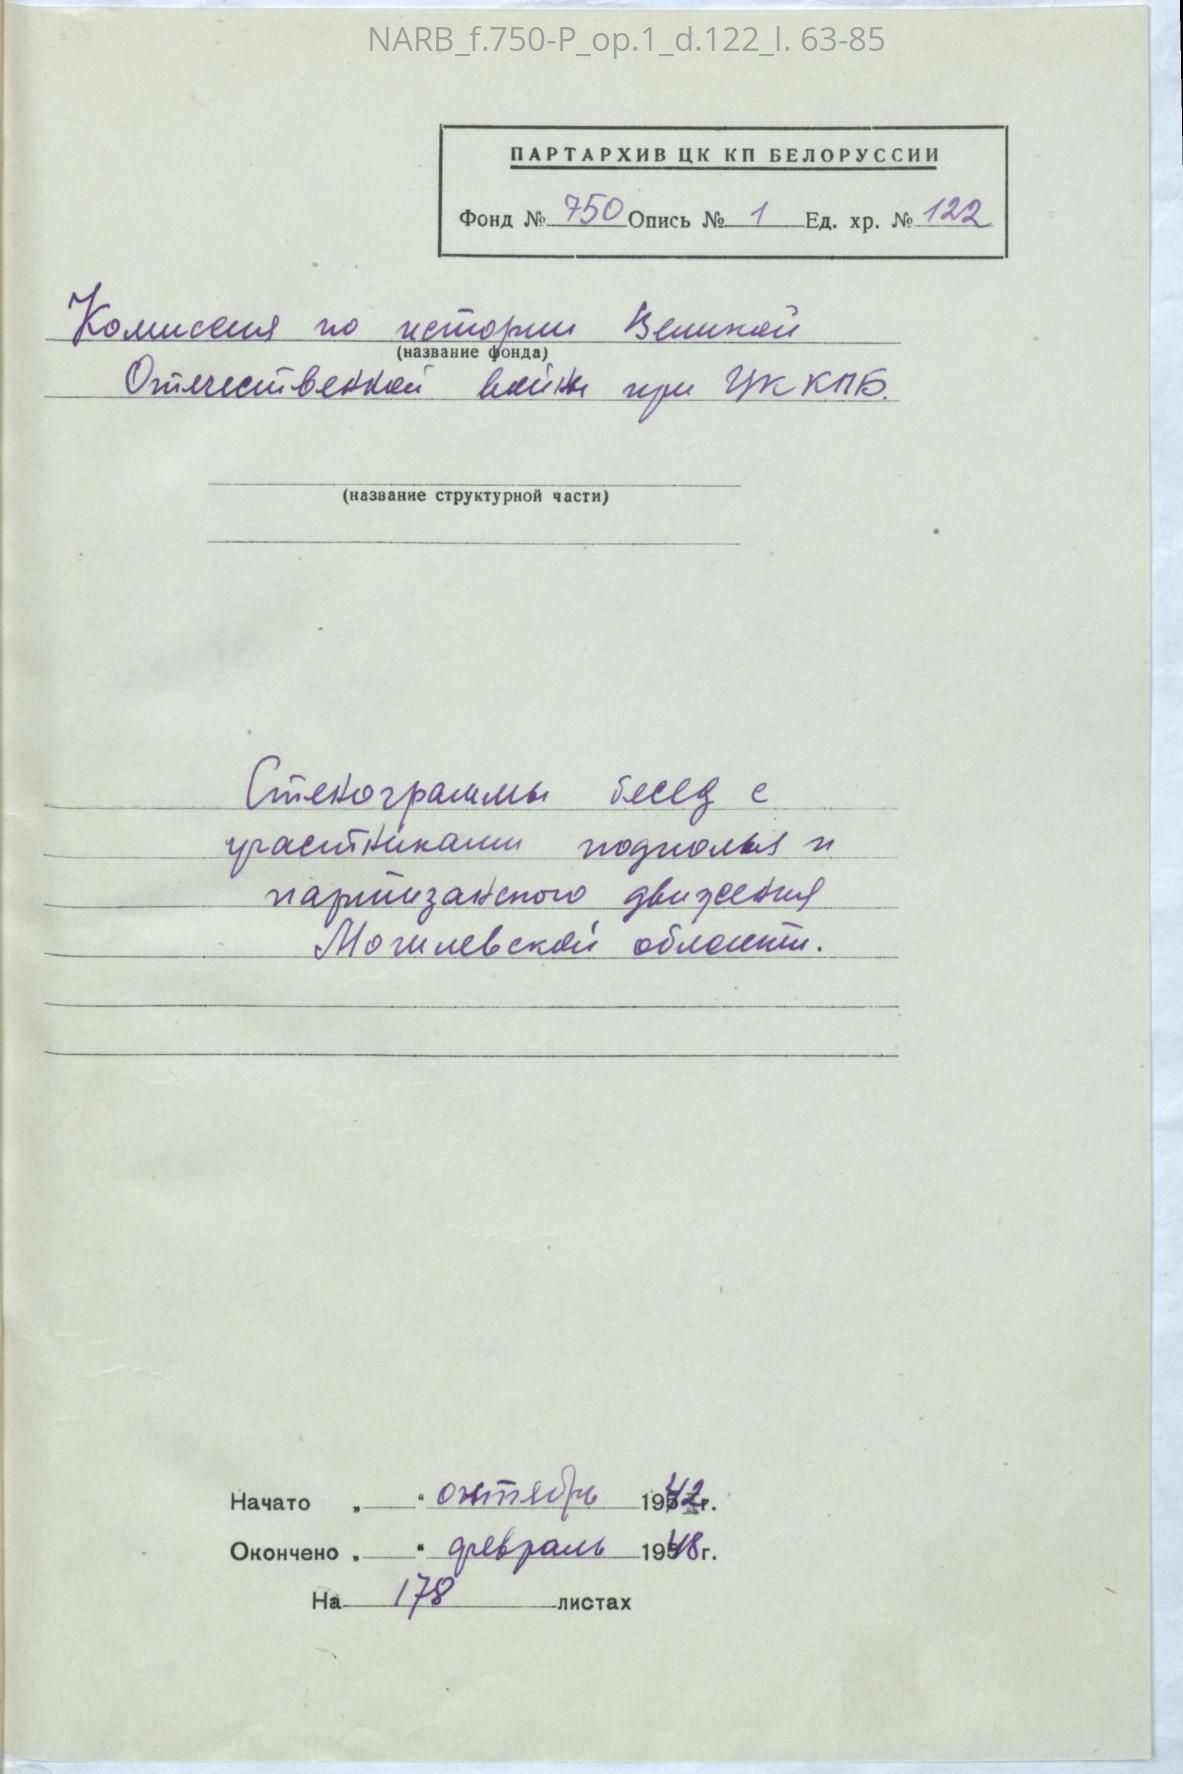 NARB_f.750-P_op.1_d.122_l. 63-85
ПАРТАРХИВ ЦК КП БЕЛОРУССИИ
Фонд № 750 Опись № 1 Ед. хр. № 122
Комиссия по истории Великой
(название фонда)
Отечественной войны при ЦК КПБ.
(название структурной части)
Стенограммы бесед с
участниками подполья и
партизанского движения
Могилевской области.
Начато „ “ октябрь 1942 г.
Окончено „ “ февраль 1948 г.
На 178 листах